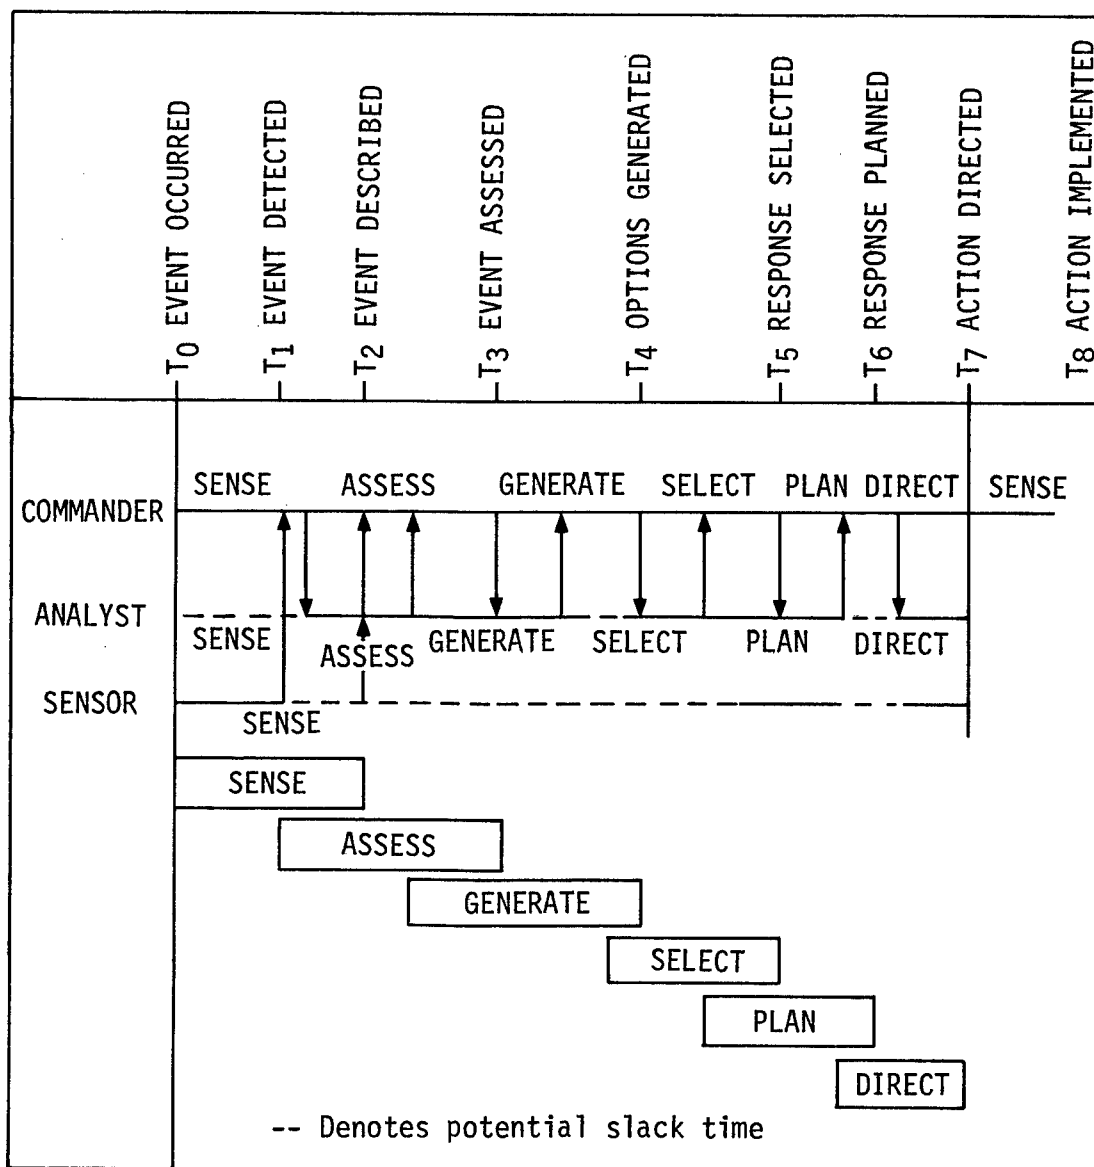 T0 EVENT OCCURRED
T1 EVENT DETECTED
T2 EVENT DESCRIBED
T3 EVENT ASSESSED
T4 OPTIONS GENERATED
T5 RESPONSE SELECTED
T6 RESPONSE PLANNED
T7 ACTION DIRECTED
T8 ACTION IMPLEMENTED
SENSE ASSESS GENERATE SELECT PLAN DIRECT SENSE
COMMANDER
ANALYST
SENSE ASSESS GENERATE SELECT PLAN DIRECT
SENSOR
SENSE
SENSE
ASSESS
GENERATE
SELECT
PLAN
DIRECT
-- Denotes potential slack time